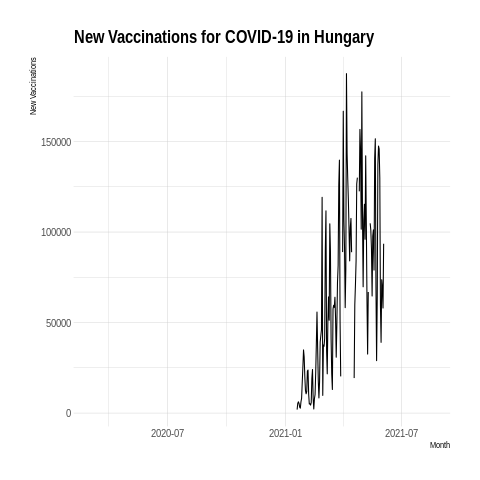 New Vaccinations for COVID-19 in Hungary
New Vaccinations
150000
100000
50000
0
2020-07 2021-01 2021-07
Month